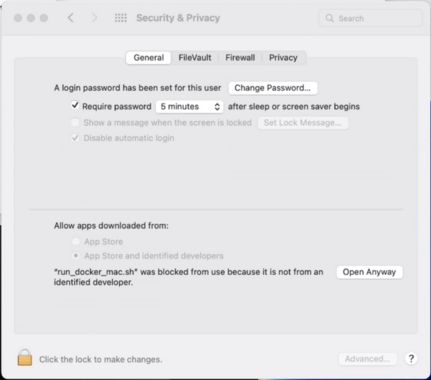 Security & Privacy
Search
General FileVault Firewall Privacy
A login password has been set for this user Change Password...
Require password 5 minutes after sleep or screen saver begins
Show a message when the screen is locked Set Lock Message...
Disable automatic login
Allow apps downloaded from:
App Store
App Store and identified developers
"run_docker_mac.sh" was blocked from use because it is not from an Open Anyway
identified developer.
Click the lock to make changes. Advanced... ?